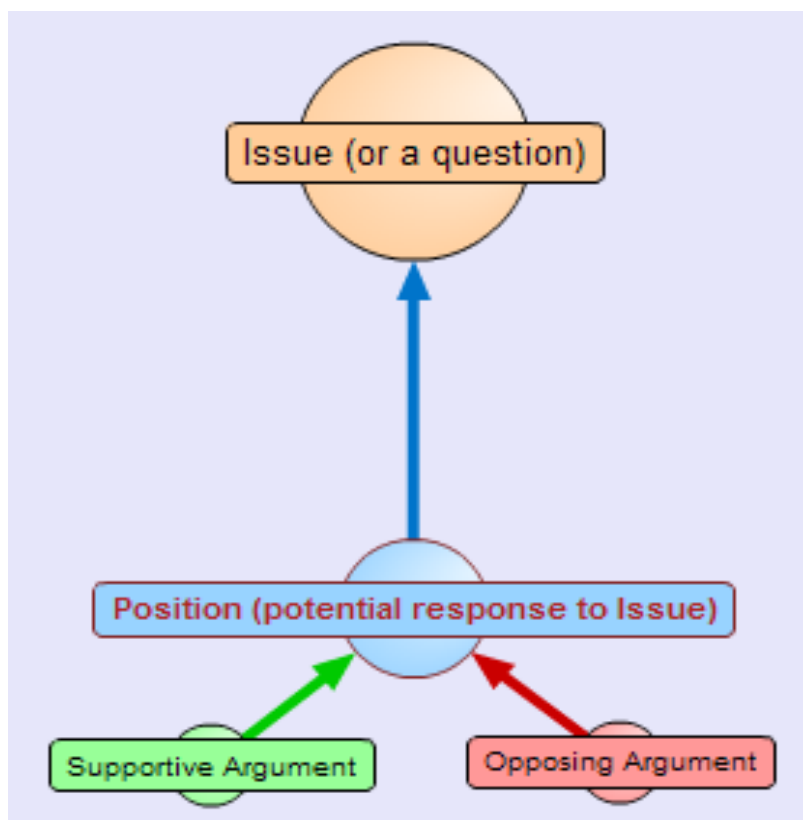 Issue (or a question)
Position (potential response to Issue)
Supportive Argument
Opposing Argument